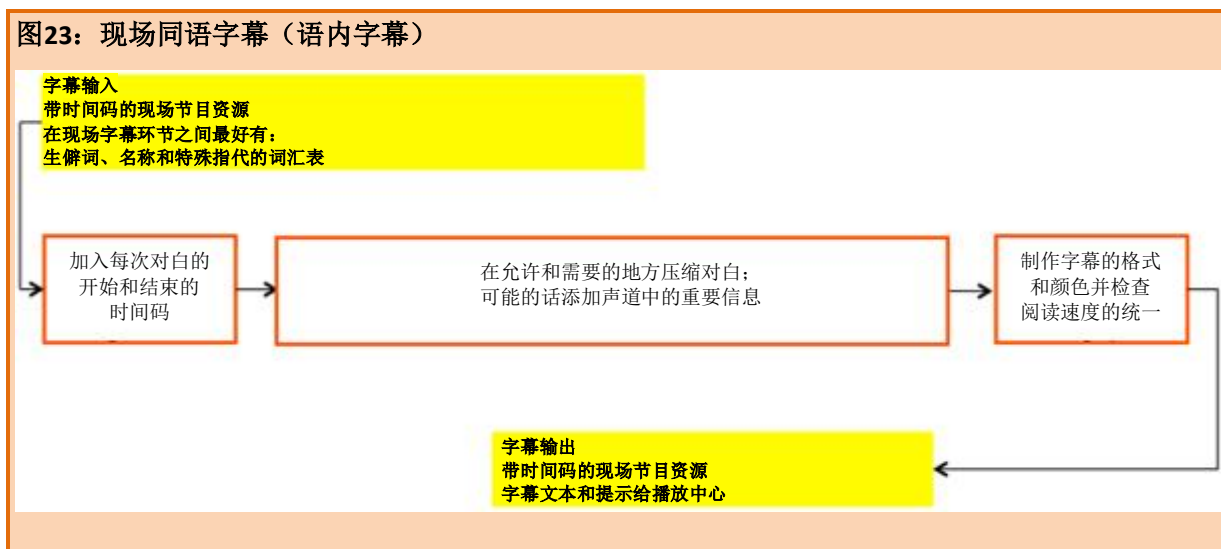 图23：现场同语字幕（语内字幕）
字幕输入
带时间码的现场节目资源
在现场字幕环节之间最好有：
生僻词、名称和特殊指代的词汇表
加入每次对白的
开始和结束的
时间码
在允许和需要的地方压缩对白；
可能的话添加声道中的重要信息
制作字幕的格式
和颜色并检查
阅读速度的统一
字幕输出
带时间码的现场节目资源
字幕文本和提示给播放中心